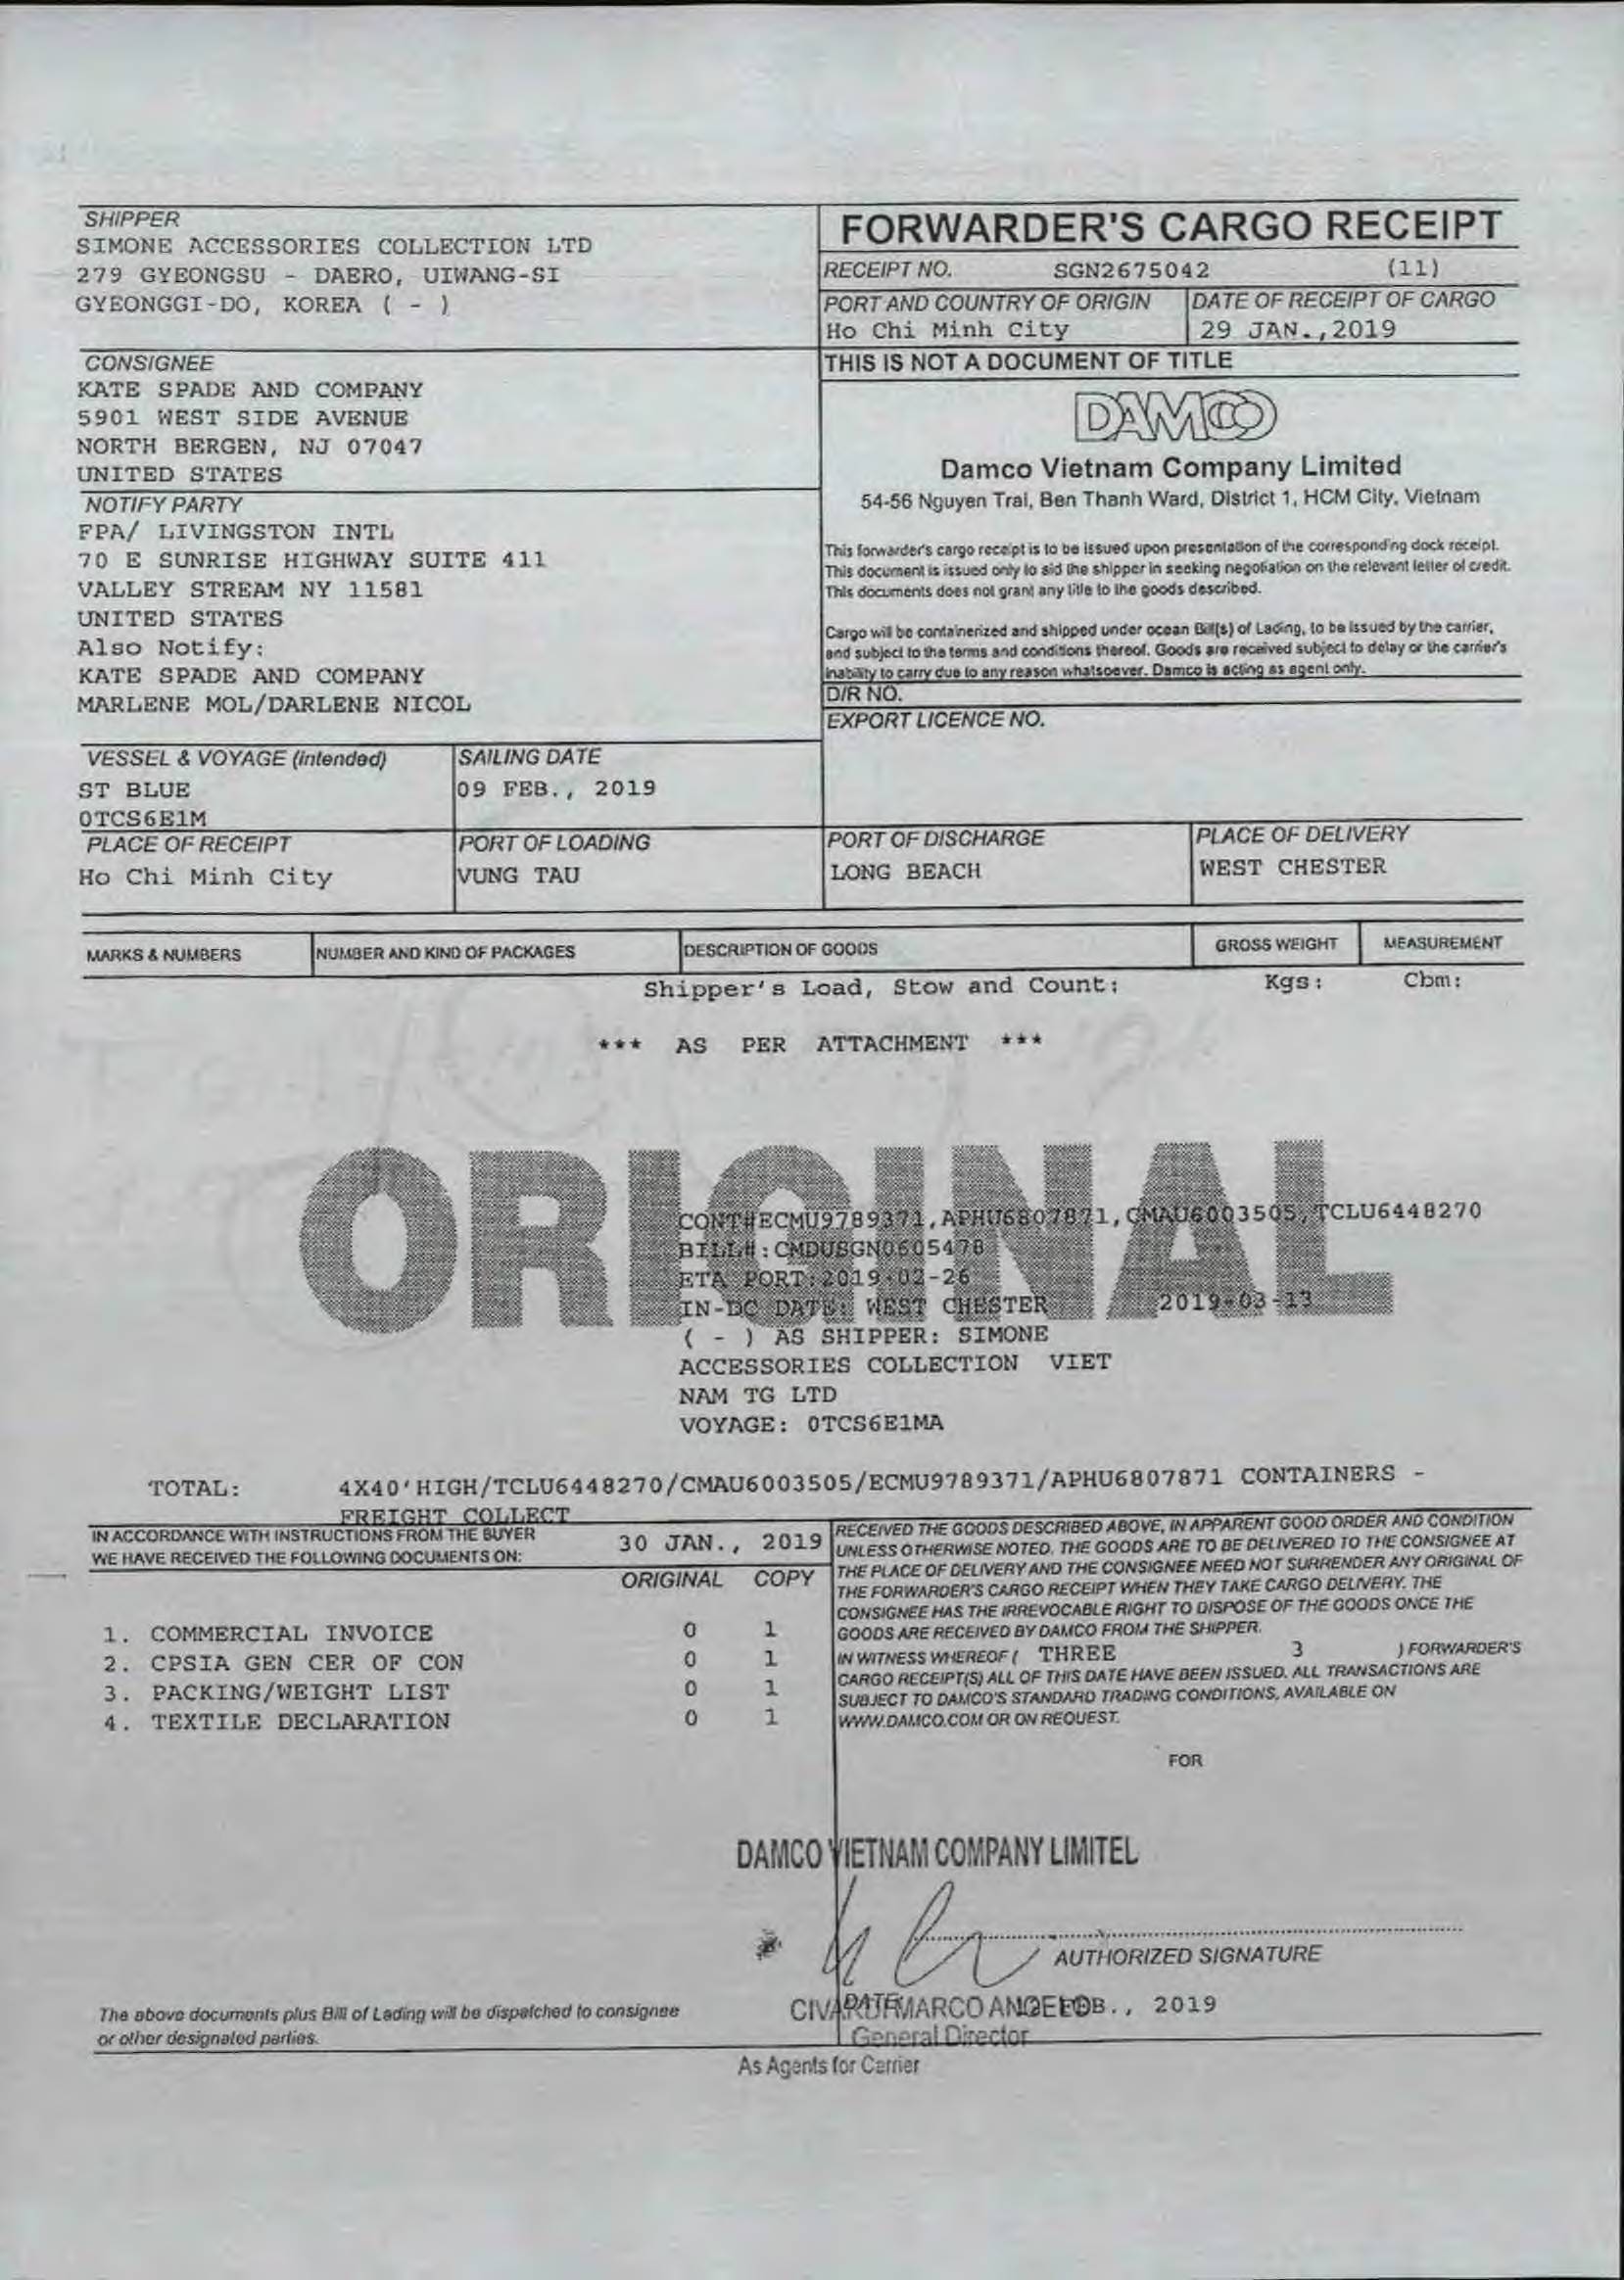 SHIPPER
SIMONE ACCESSORIES COLLECTION LTD
279 GYEONGSU - DAERO, UIWANG-SI
GYEONGGI-DO, KOREA ( - )
FORWARDER'S CARGO RECEIPT
RECEIPT NO. SGN2675042 (11)
PORT AND COUNTRY OF ORIGIN
Ho Chi Minh City
DATE OF RECEIPT OF CARGO
29 JAN.,2019
THIS IS NOT A DOCUMENT OF TITLE
CONSIGNEE
KATE SPADE AND COMPANY
5901 WEST SIDE AVENUE
NORTH BERGEN, NJ 07047
UNITED STATES
DAMCO
Damco Vietnam Company Limited
54-56 Nguyen Trai, Ben Thanh Ward, District 1, HCM City, Vietnam
NOTIFY PARTY
FPA/ LIVINGSTON INTL
70 E SUNRISE HIGHWAY SUITE 411
VALLEY STREAM NY 11581
UNITED STATES
Also Notify:
KATE SPADE AND COMPANY
MARLENE MOL/DARLENE NICOL
This forwarder's cargo receipt is to be issued upon presentation of the corresponding dock receipt.
This document is issued only to aid the shipper in seeking negotiation on the relevant letter of credit.
This documents does not grant any title to the goods described.
Cargo will be containerized and shipped under ocean Bill(s) of Lading, to be issued by the carrier,
and subject to the terms and conditions thereof. Goods are received subject to delay or the carrier's
inability to carry due to any reason whatsoever. Damco is acting as agent only.
D/R NO.
EXPORT LICENCE NO.
VESSEL & VOYAGE (intended)
ST BLUE
0TCS6E1M
SAILING DATE
09 FEB., 2019
PLACE OF RECEIPT
Ho Chi Minh City
PORT OF LOADING
VUNG TAU
PORT OF DISCHARGE
LONG BEACH
PLACE OF DELIVERY
WEST CHESTER
MARKS & NUMBERS NUMBER AND KIND OF PACKAGES DESCRIPTION OF GOODS GROSS WEIGHT MEASUREMENT
Shipper's Load, Stow and Count: Kgs: Cbm:
*** AS PER ATTACHMENT ***
ORIGINAL
CONT#ECMU9789371,APHU6807871,CMAU6003505,TCLU6448270
BILL#:CMDUSGN0605478
ETA PORT:2019-02-26
IN-DC DATE: WEST CHESTER 2019-03-13
( - ) AS SHIPPER: SIMONE
ACCESSORIES COLLECTION VIET
NAM TG LTD
VOYAGE: 0TCS6E1MA
TOTAL: 4X40'HIGH/TCLU6448270/CMAU6003505/ECMU9789371/APHU6807871 CONTAINERS -
FREIGHT COLLECT
IN ACCORDANCE WITH INSTRUCTIONS FROM THE BUYER
WE HAVE RECEIVED THE FOLLOWING DOCUMENTS ON: 30 JAN., 2019
ORIGINAL COPY
1. COMMERCIAL INVOICE 0 1
2. CPSIA GEN CER OF CON 0 1
3. PACKING/WEIGHT LIST 0 1
4. TEXTILE DECLARATION 0 1
RECEIVED THE GOODS DESCRIBED ABOVE, IN APPARENT GOOD ORDER AND CONDITION
UNLESS OTHERWISE NOTED. THE GOODS ARE TO BE DELIVERED TO THE CONSIGNEE AT
THE PLACE OF DELIVERY AND THE CONSIGNEE NEED NOT SURRENDER ANY ORIGINAL OF
THE FORWARDER'S CARGO RECEIPT WHEN THEY TAKE CARGO DELIVERY. THE
CONSIGNEE HAS THE IRREVOCABLE RIGHT TO DISPOSE OF THE GOODS ONCE THE
GOODS ARE RECEIVED BY DAMCO FROM THE SHIPPER.
IN WITNESS WHEREOF ( THREE 3 ) FORWARDER'S
CARGO RECEIPT(S) ALL OF THIS DATE HAVE BEEN ISSUED. ALL TRANSACTIONS ARE
SUBJECT TO DAMCO'S STANDARD TRADING CONDITIONS, AVAILABLE ON
WWW.DAMCO.COM OR ON REQUEST.
FOR
DAMCO VIETNAM COMPANY LIMITEL
AUTHORIZED SIGNATURE
DATE , 2019
MARCO
General Director
The above documents plus Bill of Lading will be dispatched to consignee
or other designated parties.
As Agents for Carrier